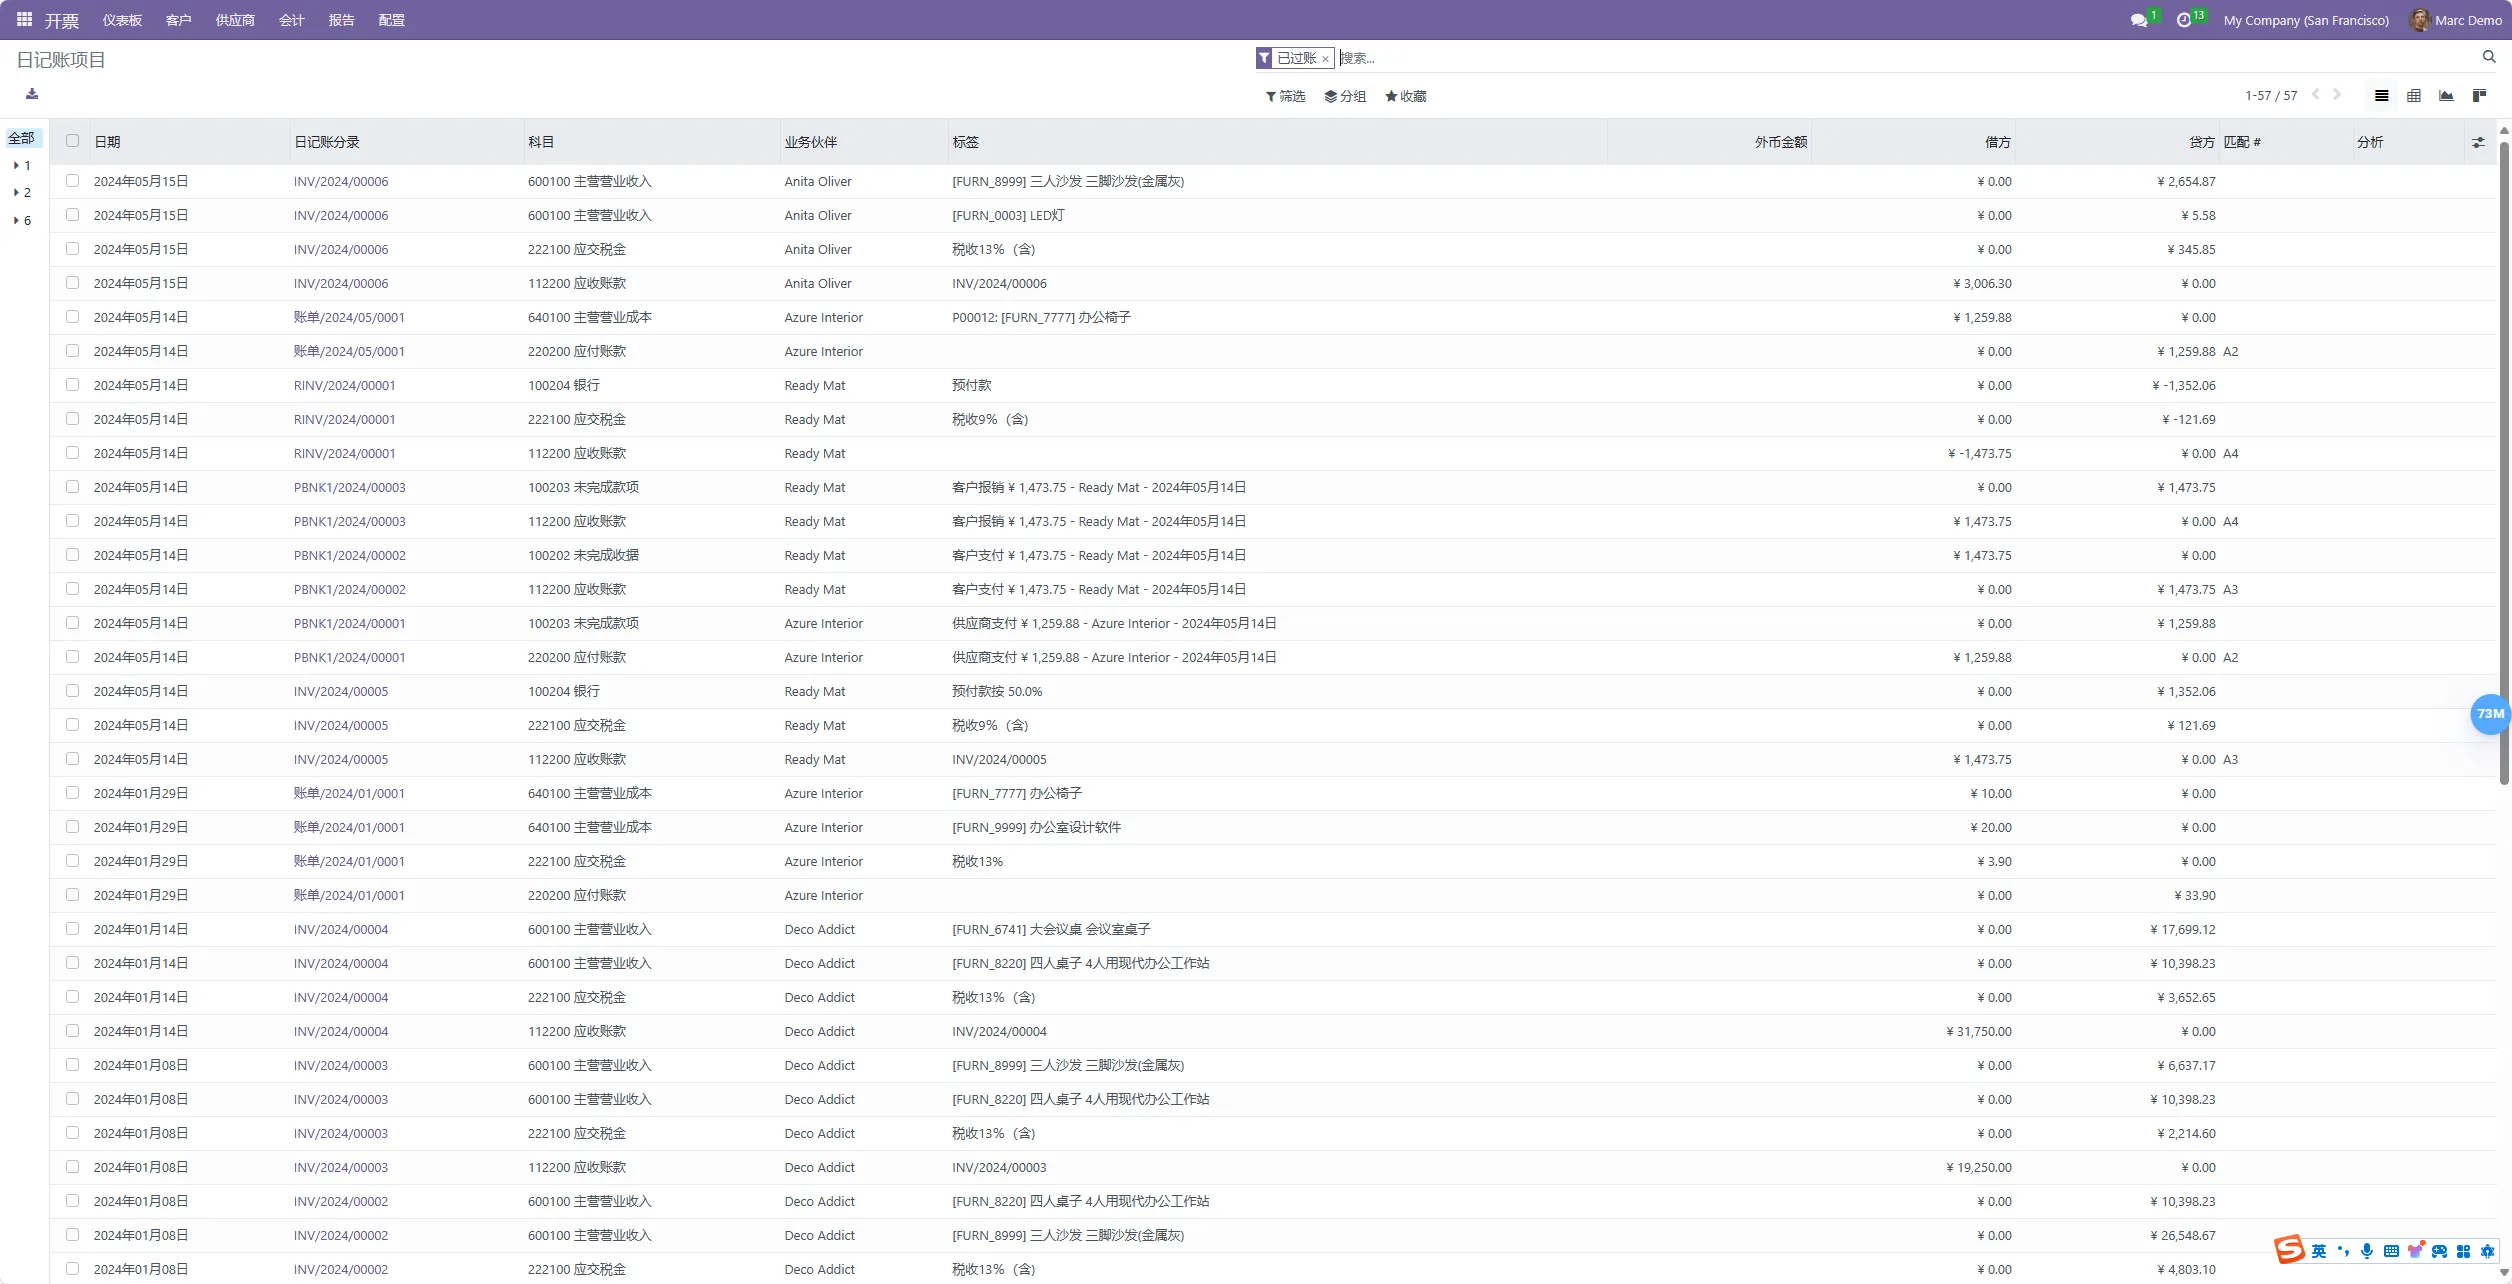 开票 仪表板 客户 供应商 会计 报告 配置 1 13 My Company (San Francisco) Marc Demo
日记账项目 已过账 × 搜索...
筛选 分组 收藏 1-57 / 57
全部 日期 日记账分录 科目 业务伙伴 标签 外币金额 借方 贷方 匹配 # 分析
1
2
6
2024年05月15日 INV/2024/00006 600100 主营营业收入 Anita Oliver [FURN_8999] 三人沙发 三脚沙发(金属灰) ¥ 0.00 ¥ 2,654.87
2024年05月15日 INV/2024/00006 600100 主营营业收入 Anita Oliver [FURN_0003] LED灯 ¥ 0.00 ¥ 5.58
2024年05月15日 INV/2024/00006 222100 应交税金 Anita Oliver 税收13%（含) ¥ 0.00 ¥ 345.85
2024年05月15日 INV/2024/00006 112200 应收账款 Anita Oliver INV/2024/00006 ¥ 3,006.30 ¥ 0.00
2024年05月14日 账单/2024/05/0001 640100 主营营业成本 Azure Interior P00012: [FURN_7777] 办公椅子 ¥ 1,259.88 ¥ 0.00
2024年05月14日 账单/2024/05/0001 220200 应付账款 Azure Interior ¥ 0.00 ¥ 1,259.88 A2
2024年05月14日 RINV/2024/00001 100204 银行 Ready Mat 预付款 ¥ 0.00 ¥ -1,352.06
2024年05月14日 RINV/2024/00001 222100 应交税金 Ready Mat 税收9%（含) ¥ 0.00 ¥ -121.69
2024年05月14日 RINV/2024/00001 112200 应收账款 Ready Mat ¥ -1,473.75 ¥ 0.00 A4
2024年05月14日 PBNK1/2024/00003 100203 未完成款项 Ready Mat 客户报销 ¥ 1,473.75 - Ready Mat - 2024年05月14日 ¥ 0.00 ¥ 1,473.75
2024年05月14日 PBNK1/2024/00003 112200 应收账款 Ready Mat 客户报销 ¥ 1,473.75 - Ready Mat - 2024年05月14日 ¥ 1,473.75 ¥ 0.00 A4
2024年05月14日 PBNK1/2024/00002 100202 未完成收据 Ready Mat 客户支付 ¥ 1,473.75 - Ready Mat - 2024年05月14日 ¥ 1,473.75 ¥ 0.00
2024年05月14日 PBNK1/2024/00002 112200 应收账款 Ready Mat 客户支付 ¥ 1,473.75 - Ready Mat - 2024年05月14日 ¥ 0.00 ¥ 1,473.75 A3
2024年05月14日 PBNK1/2024/00001 100203 未完成款项 Azure Interior 供应商支付 ¥ 1,259.88 - Azure Interior - 2024年05月14日 ¥ 0.00 ¥ 1,259.88
2024年05月14日 PBNK1/2024/00001 220200 应付账款 Azure Interior 供应商支付 ¥ 1,259.88 - Azure Interior - 2024年05月14日 ¥ 1,259.88 ¥ 0.00 A2
2024年05月14日 INV/2024/00005 100204 银行 Ready Mat 预付款按 50.0% ¥ 0.00 ¥ 1,352.06
73M
2024年05月14日 INV/2024/00005 222100 应交税金 Ready Mat 税收9%（含) ¥ 0.00 ¥ 121.69
2024年05月14日 INV/2024/00005 112200 应收账款 Ready Mat INV/2024/00005 ¥ 1,473.75 ¥ 0.00 A3
2024年01月29日 账单/2024/01/0001 640100 主营营业成本 Azure Interior [FURN_7777] 办公椅子 ¥ 10.00 ¥ 0.00
2024年01月29日 账单/2024/01/0001 640100 主营营业成本 Azure Interior [FURN_9999] 办公室设计软件 ¥ 20.00 ¥ 0.00
2024年01月29日 账单/2024/01/0001 222100 应交税金 Azure Interior 税收13% ¥ 3.90 ¥ 0.00
2024年01月29日 账单/2024/01/0001 220200 应付账款 Azure Interior ¥ 0.00 ¥ 33.90
2024年01月14日 INV/2024/00004 600100 主营营业收入 Deco Addict [FURN_6741] 大会议桌 会议室桌子 ¥ 0.00 ¥ 17,699.12
2024年01月14日 INV/2024/00004 600100 主营营业收入 Deco Addict [FURN_8220] 四人桌子 4人用现代办公工作站 ¥ 0.00 ¥ 10,398.23
2024年01月14日 INV/2024/00004 222100 应交税金 Deco Addict 税收13%（含) ¥ 0.00 ¥ 3,652.65
2024年01月14日 INV/2024/00004 112200 应收账款 Deco Addict INV/2024/00004 ¥ 31,750.00 ¥ 0.00
2024年01月08日 INV/2024/00003 600100 主营营业收入 Deco Addict [FURN_8999] 三人沙发 三脚沙发(金属灰) ¥ 0.00 ¥ 6,637.17
2024年01月08日 INV/2024/00003 600100 主营营业收入 Deco Addict [FURN_8220] 四人桌子 4人用现代办公工作站 ¥ 0.00 ¥ 10,398.23
2024年01月08日 INV/2024/00003 222100 应交税金 Deco Addict 税收13%（含) ¥ 0.00 ¥ 2,214.60
2024年01月08日 INV/2024/00003 112200 应收账款 Deco Addict INV/2024/00003 ¥ 19,250.00 ¥ 0.00
2024年01月08日 INV/2024/00002 600100 主营营业收入 Deco Addict [FURN_8220] 四人桌子 4人用现代办公工作站 ¥ 0.00 ¥ 10,398.23
2024年01月08日 INV/2024/00002 600100 主营营业收入 Deco Addict [FURN_8999] 三人沙发 三脚沙发(金属灰) ¥ 0.00 ¥ 26,548.67
英
2024年01月08日 INV/2024/00002 222100 应交税金 Deco Addict 税收13%（含) ¥ 0.00 ¥ 4,803.10